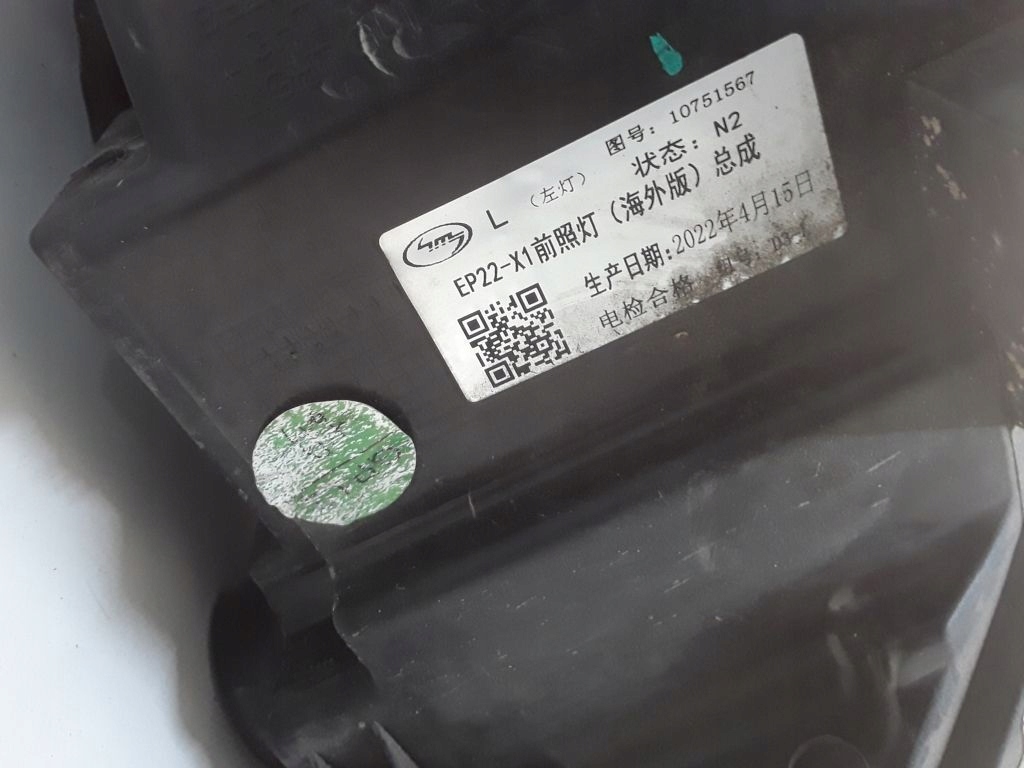 图号：10751567
L （左灯） 状态：N2
EP22-X1前照灯（海外版）总成
生产日期:2022年4月15日
电检合格